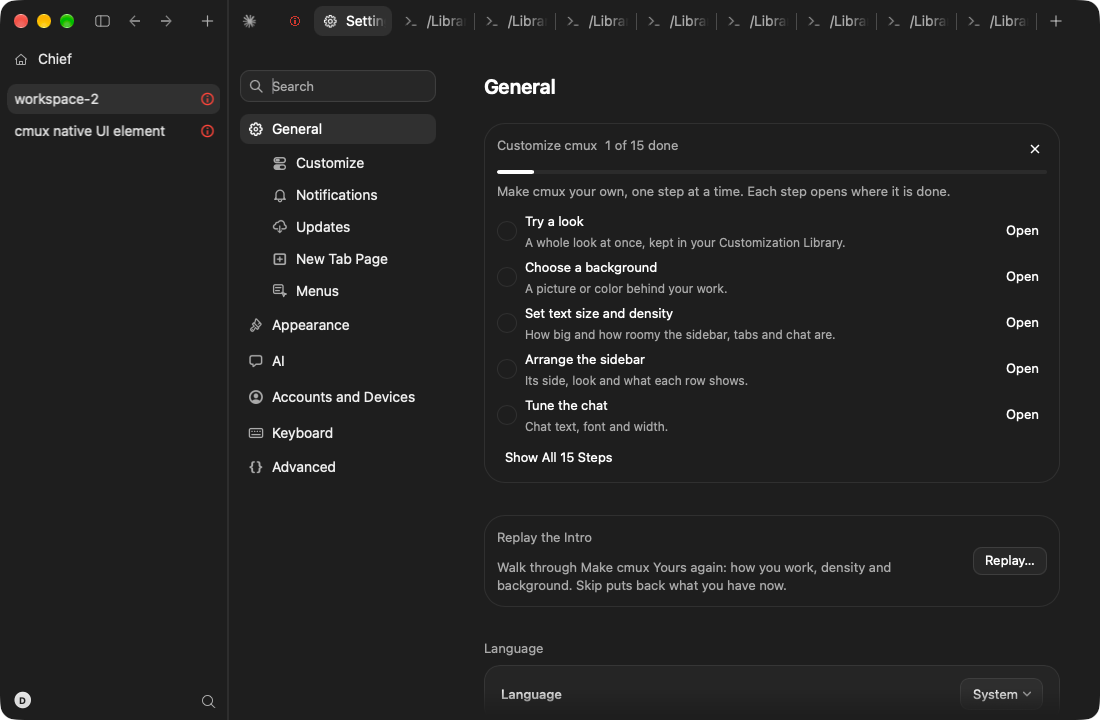 Chief
workspace-2
cmux native UI element
D
Settin
/Libra
/Libra
/Libra
/Libra
/Libra
/Libra
/Libra
/Libra
Search
General
Customize
Notifications
Updates
New Tab Page
Menus
Appearance
AI
Accounts and Devices
Keyboard
Advanced
General
Customize cmux 1 of 15 done
Make cmux your own, one step at a time. Each step opens where it is done.
Try a look
A whole look at once, kept in your Customization Library.
Open
Choose a background
A picture or color behind your work.
Open
Set text size and density
How big and how roomy the sidebar, tabs and chat are.
Open
Arrange the sidebar
Its side, look and what each row shows.
Open
Tune the chat
Chat text, font and width.
Open
Show All 15 Steps
Replay the Intro
Walk through Make cmux Yours again: how you work, density and
background. Skip puts back what you have now.
Replay...
Language
Language
System